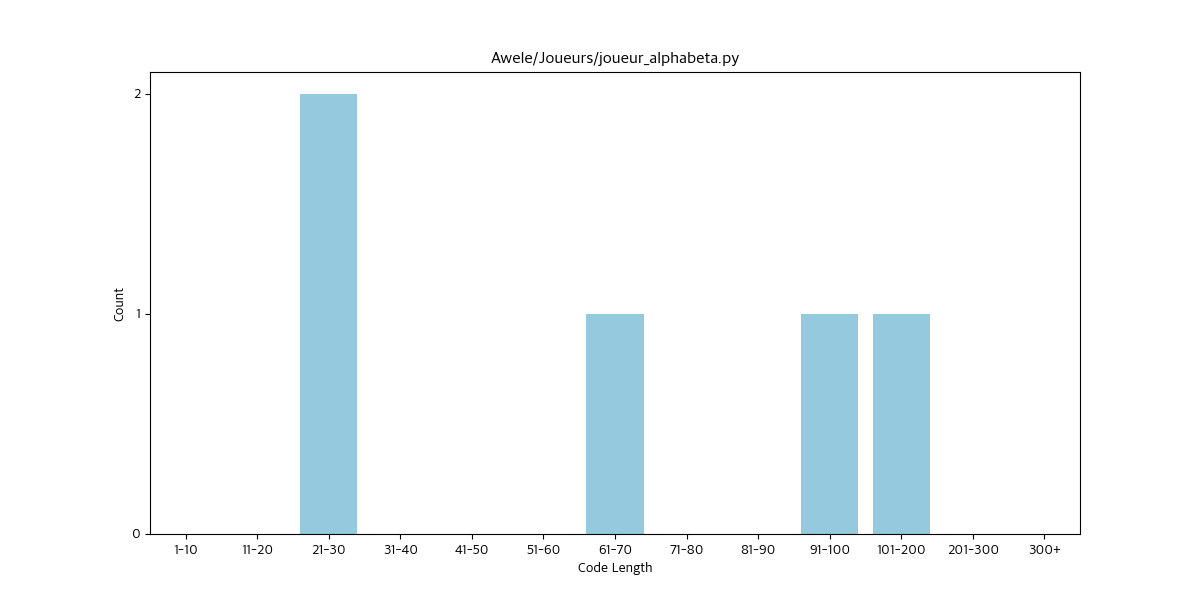 Awele/Joueurs/joueur_alphabeta.py
Count
2
1
0
1-10 11-20 21-30 31-40 41-50 51-60 61-70 71-80 81-90 91-100 101-200 201-300 300+
Code Length